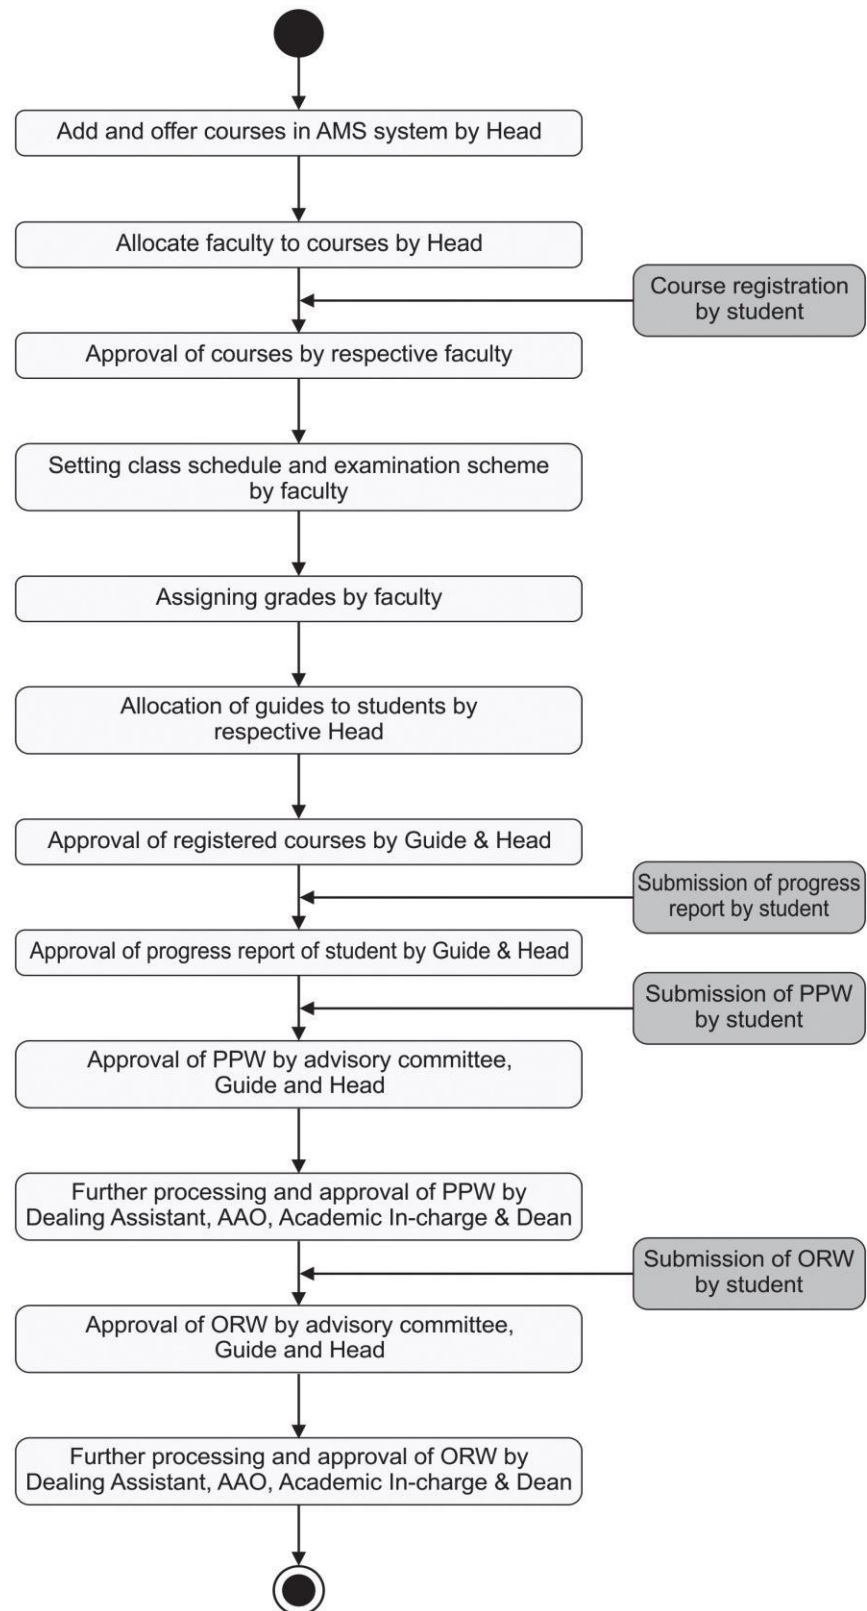 Add and offer courses in AMS system by Head
Allocate faculty to courses by Head
Course registration
by student
Approval of courses by respective faculty
Setting class schedule and examination scheme
by faculty
Assigning grades by faculty
Allocation of guides to students by
respective Head
Approval of registered courses by Guide & Head
Submission of progress
report by student
Approval of progress report of student by Guide & Head
Submission of PPW
by student
Approval of PPW by advisory committee,
Guide and Head
Further processing and approval of PPW by
Dealing Assistant, AAO, Academic In-charge & Dean
Submission of ORW
by student
Approval of ORW by advisory committee,
Guide and Head
Further processing and approval of ORW by
Dealing Assistant, AAO, Academic In-charge & Dean